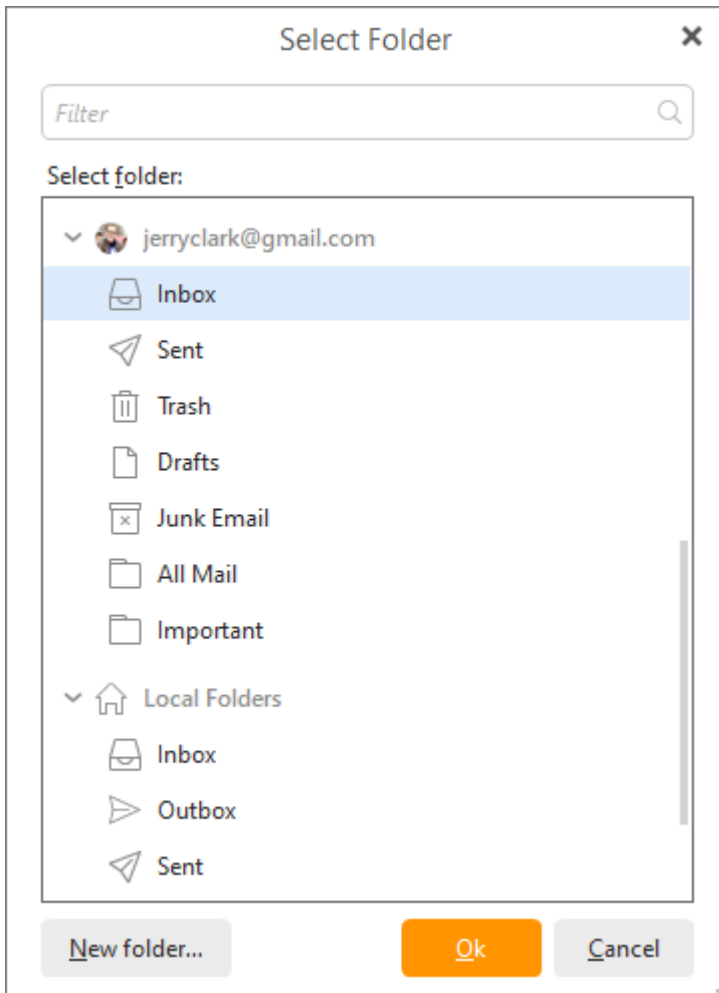 Select Folder
Filter
Select folder:
jerryclark@gmail.com
Inbox
Sent
Trash
Drafts
Junk Email
All Mail
Important
Local Folders
Inbox
Outbox
Sent
New folder...
Ok
Cancel